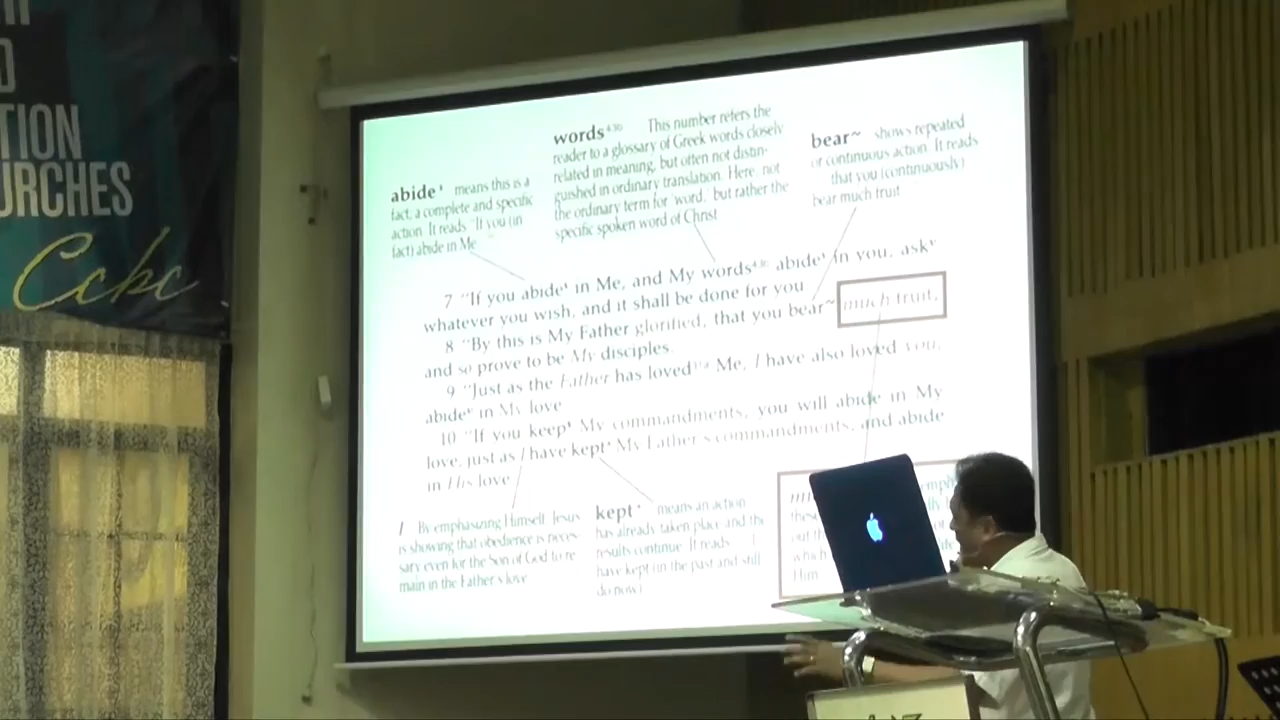 TION
URCHES
Ccbc
abide¹ means this is a
fact, a complete and specific
action. It reads "If you (in
fact) abide in Me
words⁴³⁰ This number refers the
reader to a glossary of Greek words closely
related in meaning, but often not distin-
guished in ordinary translation. Here, not
the ordinary term for 'word,' but rather the
specific spoken word of Christ
bear~ shows repeated
or continuous action. It reads
that you (continuously)
bear much fruit
7 "If you abide¹ in Me, and My words⁴³⁰ abide¹ in you, ask
whatever you wish, and it shall be done for you
8 "By this is My Father glorified, that you bear~ much fruit,
and so prove to be My disciples.
9 "Just as the Father has loved Me, I have also loved you,
abide in My love
10 "If you keep My commandments, you will abide in My
love, just as I have kept My Father's commandments, and abide
in His love
I By emphasizing Himself Jesus
is showing that obedience is neces-
sary even for the Son of God to re
main in the Father's love
kept means an action
has already taken place and the
results continue. It reads I
have kept (in the past and still
do now)
these
out
which
Him